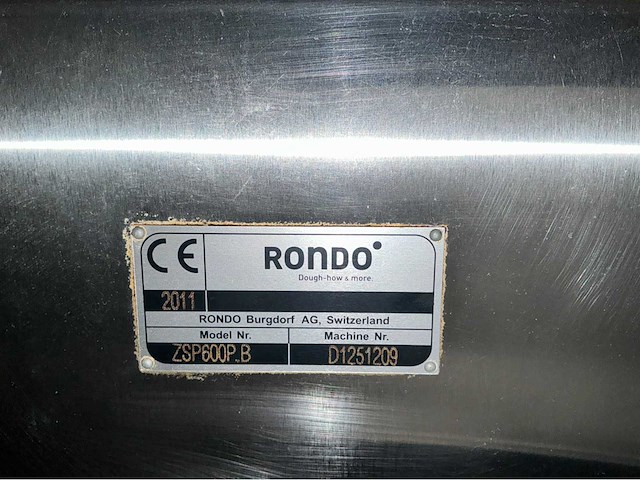 CE
RONDO
Dough-how & more.
2011
RONDO Burgdorf AG, Switzerland
Model Nr. Machine Nr.
ZSP600P.B D1251209